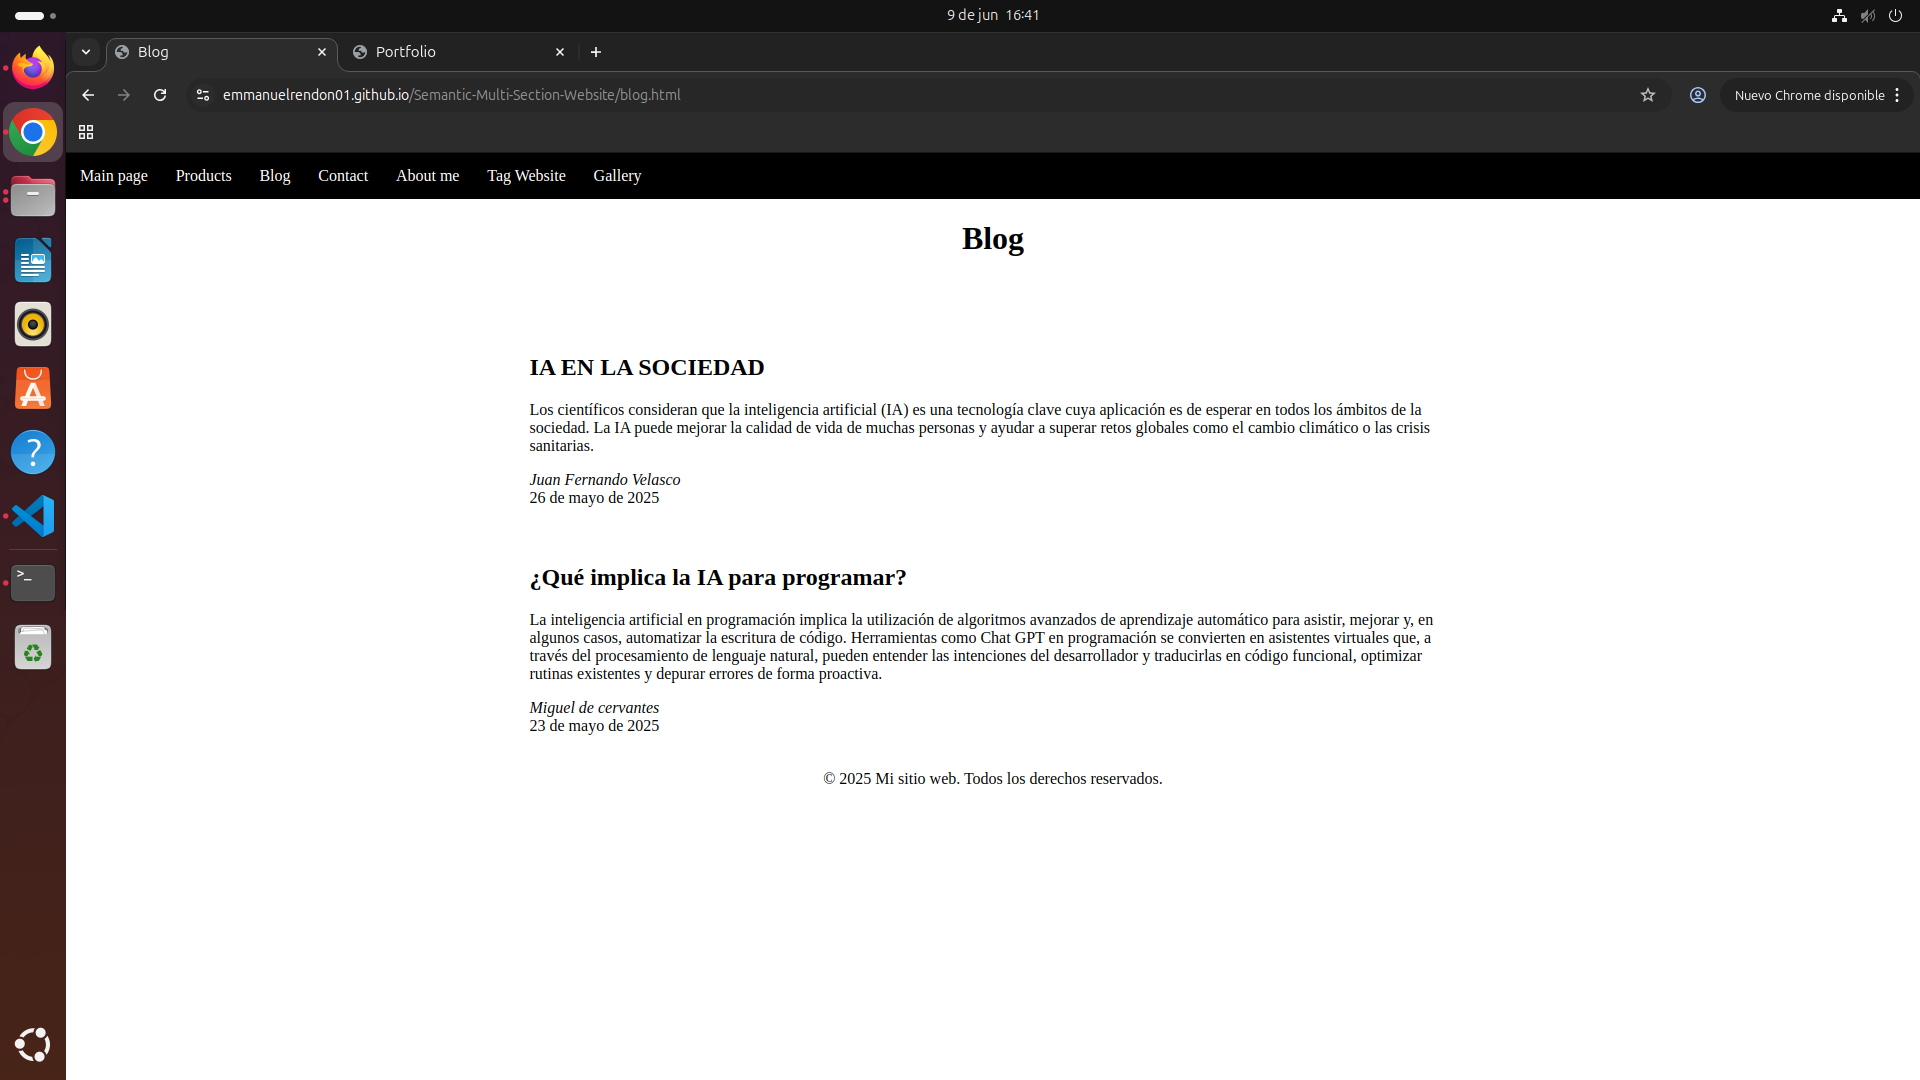 9 de jun 16:41
Blog
Portfolio
emmanuelrendon01.github.io/Semantic-Multi-Section-Website/blog.html
Nuevo Chrome disponible
Main page Products Blog Contact About me Tag Website Gallery
Blog
IA EN LA SOCIEDAD
Los científicos consideran que la inteligencia artificial (IA) es una tecnología clave cuya aplicación es de esperar en todos los ámbitos de la
sociedad. La IA puede mejorar la calidad de vida de muchas personas y ayudar a superar retos globales como el cambio climático o las crisis
sanitarias.
Juan Fernando Velasco
26 de mayo de 2025
¿Qué implica la IA para programar?
La inteligencia artificial en programación implica la utilización de algoritmos avanzados de aprendizaje automático para asistir, mejorar y, en
algunos casos, automatizar la escritura de código. Herramientas como Chat GPT en programación se convierten en asistentes virtuales que, a
través del procesamiento de lenguaje natural, pueden entender las intenciones del desarrollador y traducirlas en código funcional, optimizar
rutinas existentes y depurar errores de forma proactiva.
Miguel de cervantes
23 de mayo de 2025
© 2025 Mi sitio web. Todos los derechos reservados.